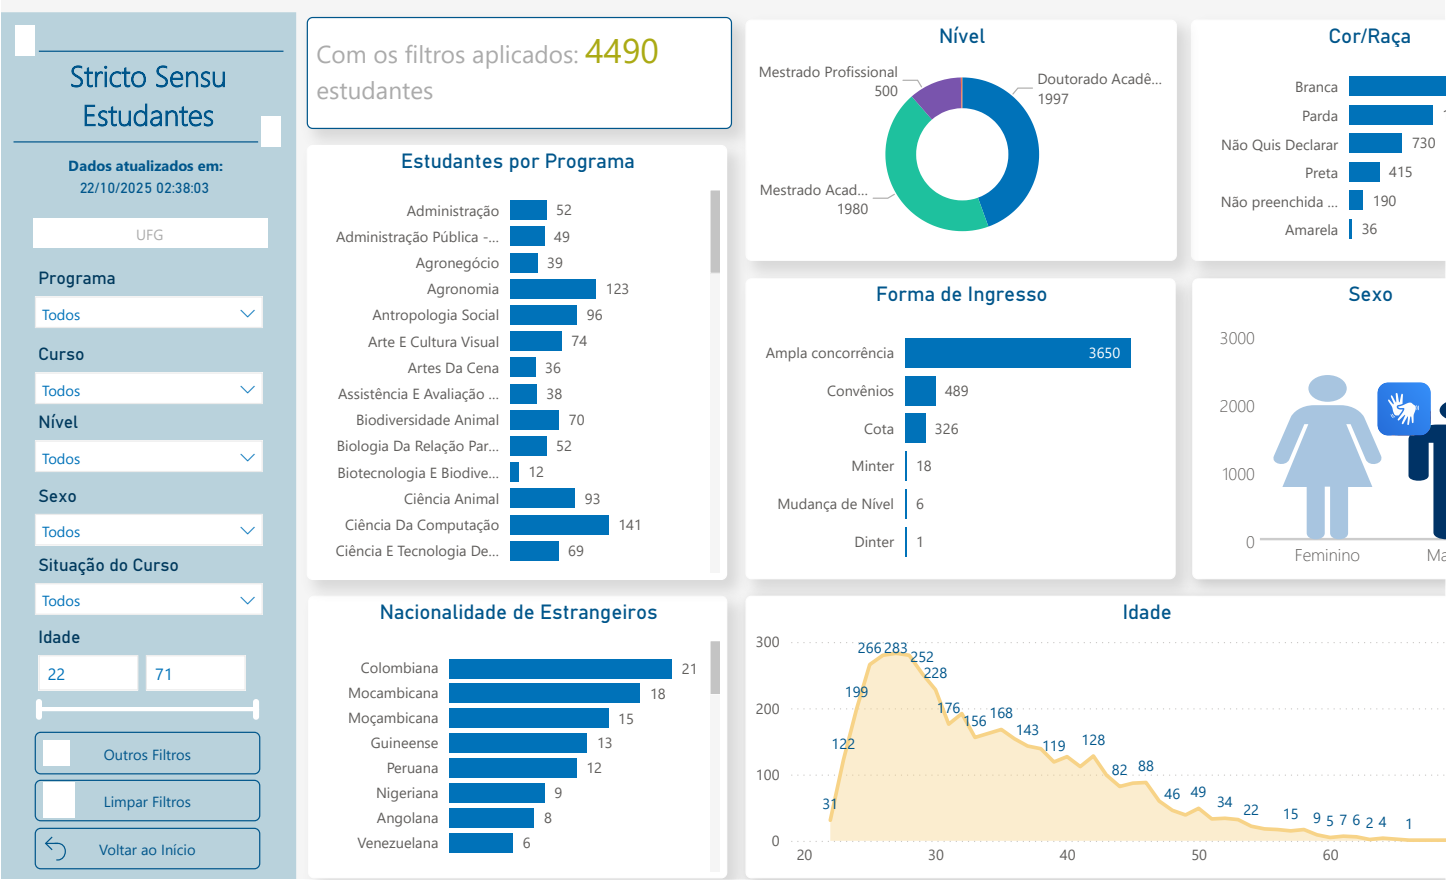 Stricto Sensu
Estudantes
Dados atualizados em:
22/10/2025 02:38:03
UFG
Programa
Todos
Curso
Todos
Nível
Todos
Sexo
Todos
Situação do Curso
Todos
Idade
22 71
Outros Filtros
Limpar Filtros
Voltar ao Início
Com os filtros aplicados: 4490
estudantes
Estudantes por Programa
Administração 52
Administração Pública -... 49
Agronegócio 39
Agronomia 123
Antropologia Social 96
Arte E Cultura Visual 74
Artes Da Cena 36
Assistência E Avaliação ... 38
Biodiversidade Animal 70
Biologia Da Relação Par... 52
Biotecnologia E Biodive... 12
Ciência Animal 93
Ciência Da Computação 141
Ciência E Tecnologia De... 69
Nacionalidade de Estrangeiros
Colombiana 21
Mocambicana 18
Moçambicana 15
Guineense 13
Peruana 12
Nigeriana 9
Angolana 8
Venezuelana 6
Nível
Mestrado Profissional
500
Doutorado Acadê...
1997
Mestrado Acad...
1980
Forma de Ingresso
Ampla concorrência 3650
Convênios 489
Cota 326
Minter 18
Mudança de Nível 6
Dinter 1
Cor/Raça
Branca
Parda
Não Quis Declarar 730
Preta 415
Não preenchida ... 190
Amarela 36
Sexo
3000
2000
1000
0
Feminino Ma
Idade
300
200
100
0
31 122 199 266 283 252 228 176 156 168 143 119 128 82 88 46 49 34 22 15 9 5 7 6 2 4 1
20 30 40 50 60